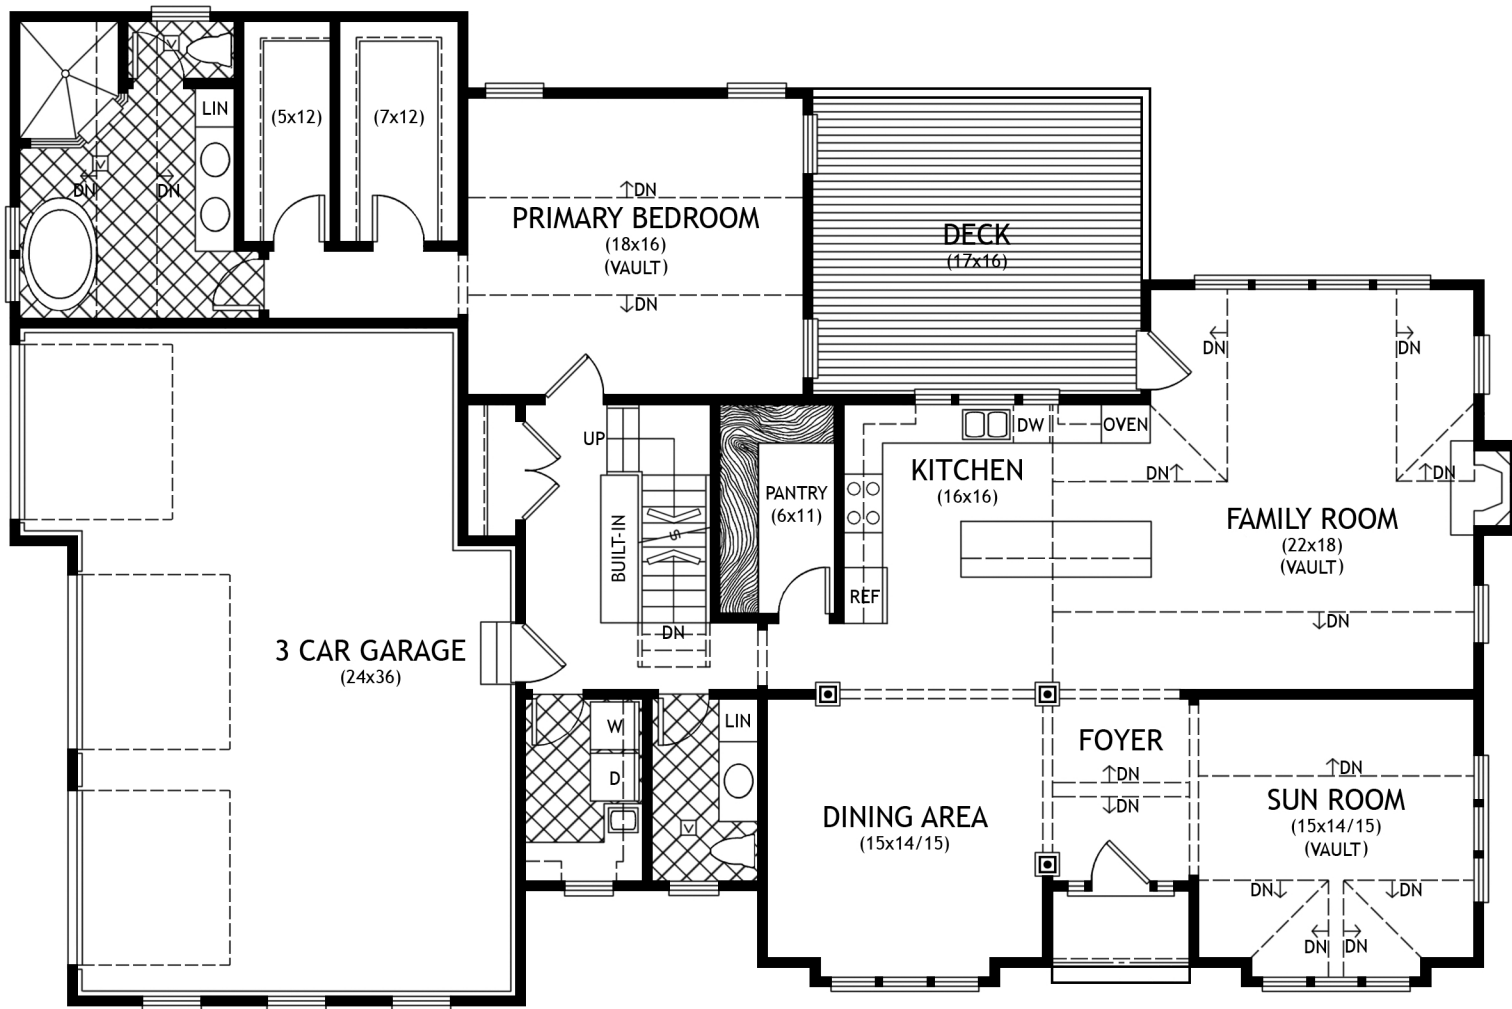 LIN
(5x12)
(7x12)
DN
DN
↑DN
PRIMARY BEDROOM
(18x16)
(VAULT)
↓DN
DECK
(17x16)
DN
DN
UP
DW
OVEN
KITCHEN
(16x16)
DN↑
↑DN
PANTRY
(6x11)
BUILT-IN
S
REF
FAMILY ROOM
(22x18)
(VAULT)
↓DN
DN
3 CAR GARAGE
(24x36)
W
D
LIN
FOYER
↑DN
↓DN
DINING AREA
(15x14/15)
↑DN
SUN ROOM
(15x14/15)
(VAULT)
DN↓
↓DN
DN
DN